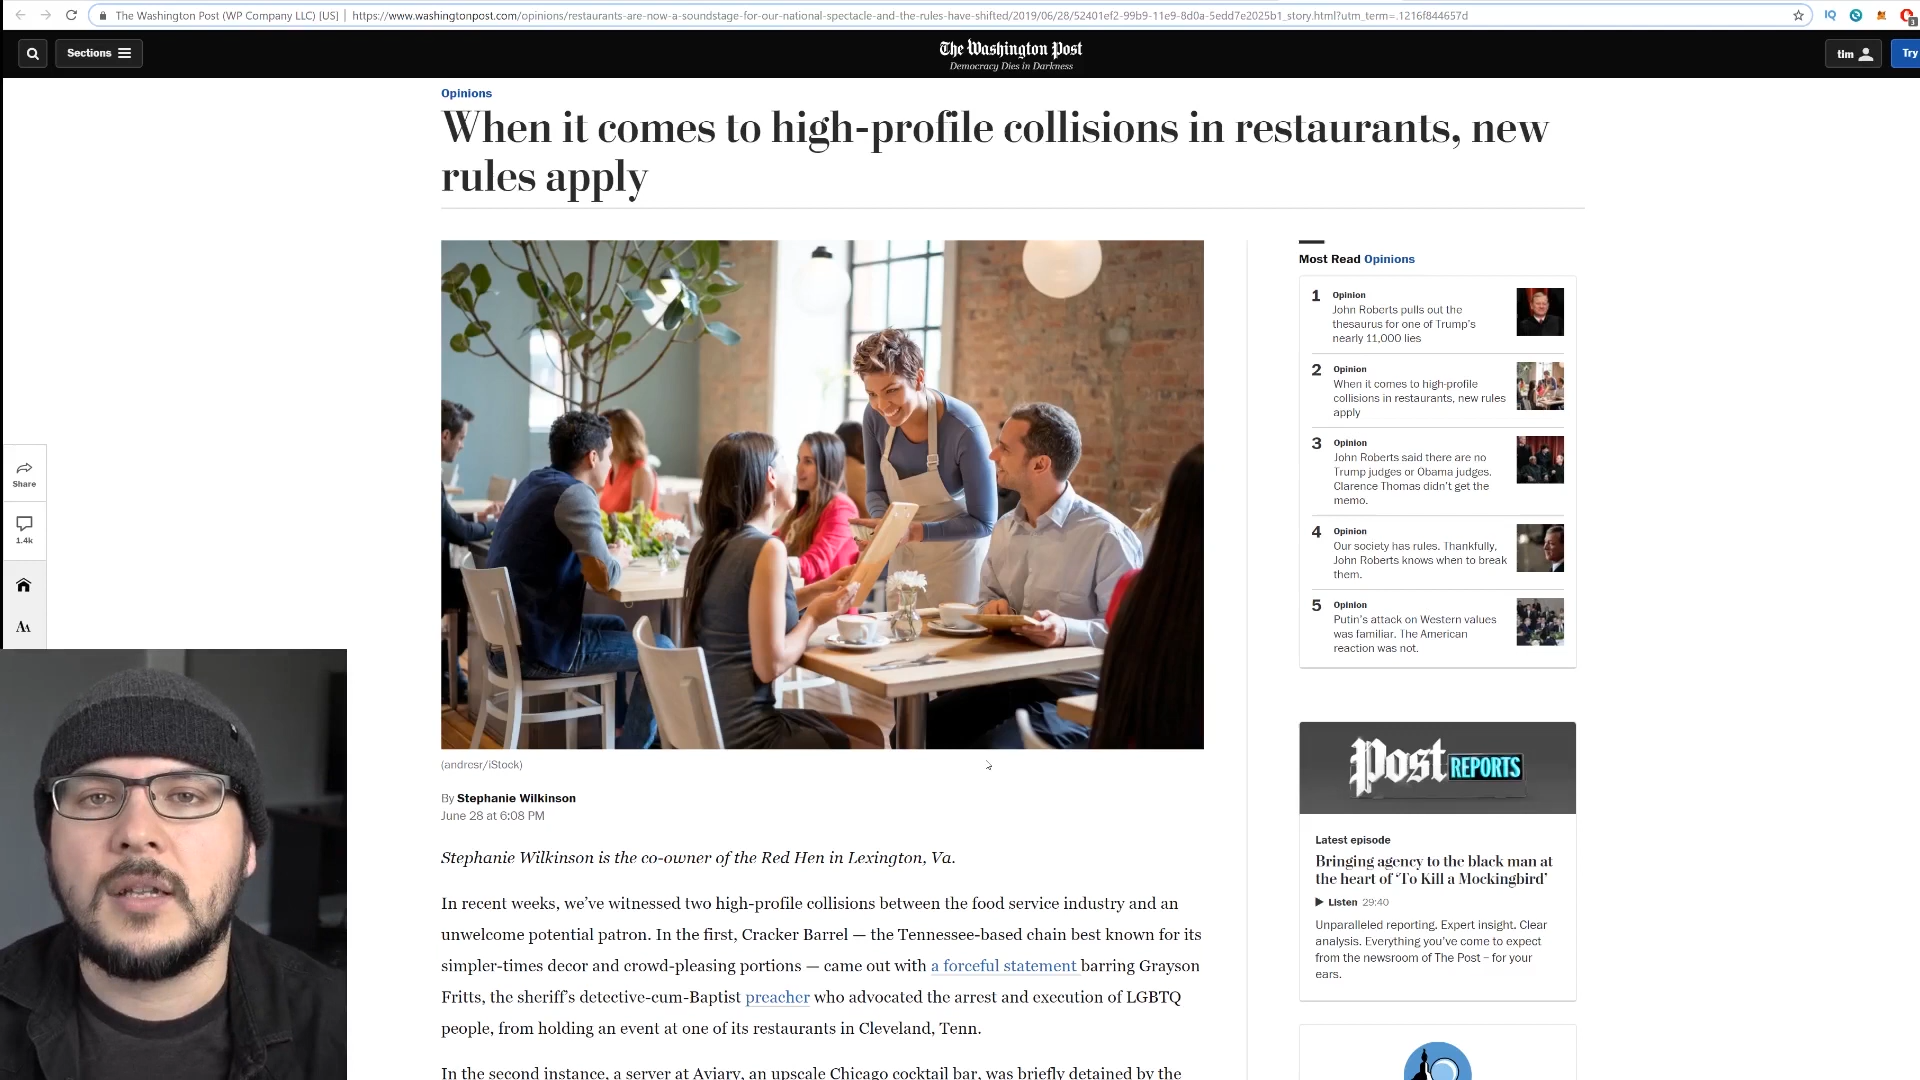 The Washington Post (WP Company LLC) [US] | https://www.washingtonpost.com/opinions/restaurants-are-now-a-soundstage-for-our-national-spectacle-and-the-rules-have-shifted/2019/06/28/52401ef2-99b9-11e9-8d0a-5edd7e2025b1_story.html?utm_term=.1216f844657d
IQ
3
Sections
The Washington Post
Democracy Dies in Darkness
tim
Try
Opinions
When it comes to high-profile collisions in restaurants, new
rules apply
Share
1.4k
AA
(andresr/iStock)
By Stephanie Wilkinson
June 28 at 6:08 PM
Stephanie Wilkinson is the co-owner of the Red Hen in Lexington, Va.
In recent weeks, we’ve witnessed two high-profile collisions between the food service industry and an
unwelcome potential patron. In the first, Cracker Barrel — the Tennessee-based chain best known for its
simpler-times decor and crowd-pleasing portions — came out with a forceful statement barring Grayson
Fritts, the sheriff’s detective-cum-Baptist preacher who advocated the arrest and execution of LGBTQ
people, from holding an event at one of its restaurants in Cleveland, Tenn.
In the second instance, a server at Aviary, an upscale Chicago cocktail bar, was briefly detained by the
Most Read Opinions
1 Opinion
John Roberts pulls out the
thesaurus for one of Trump's
nearly 11,000 lies
2 Opinion
When it comes to high-profile
collisions in restaurants, new rules
apply
3 Opinion
John Roberts said there are no
Trump judges or Obama judges.
Clarence Thomas didn’t get the
memo.
4 Opinion
Our society has rules. Thankfully,
John Roberts knows when to break
them.
5 Opinion
Putin’s attack on Western values
was familiar. The American
reaction was not.
Post REPORTS
Latest episode
Bringing agency to the black man at
the heart of ‘To Kill a Mockingbird’
Listen 29:40
Unparalleled reporting. Expert insight. Clear
analysis. Everything you’ve come to expect
from the newsroom of The Post – for your
ears.